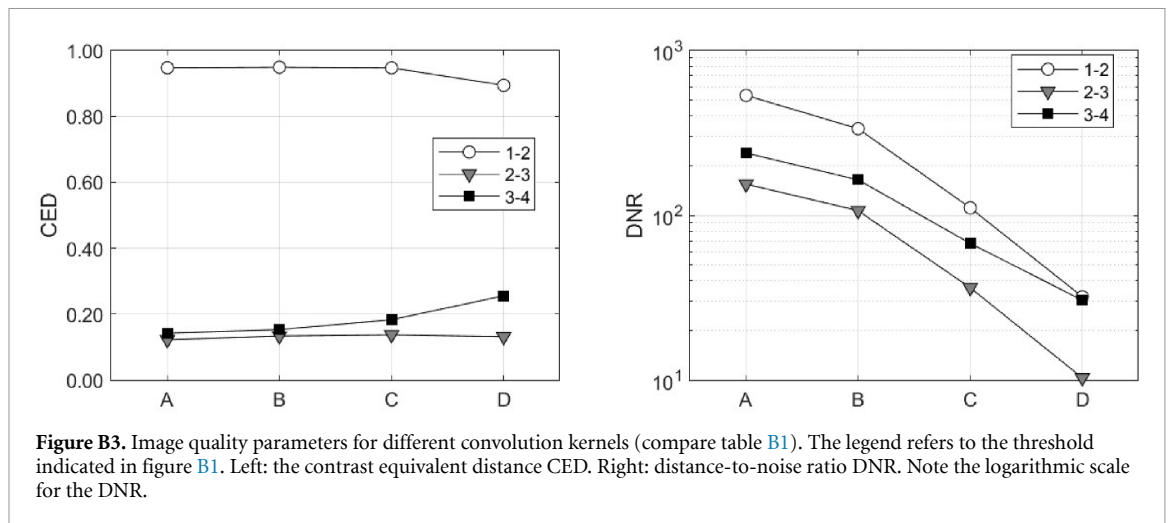 1.00
0.80
0.60
0.40
0.20
0.00
CED
1-2
2-3
3-4
A B C D
10³
10²
10¹
DNR
1-2
2-3
3-4
A B C D
Figure B3. Image quality parameters for different convolution kernels (compare table B1). The legend refers to the threshold
indicated in figure B1. Left: the contrast equivalent distance CED. Right: distance-to-noise ratio DNR. Note the logarithmic scale
for the DNR.